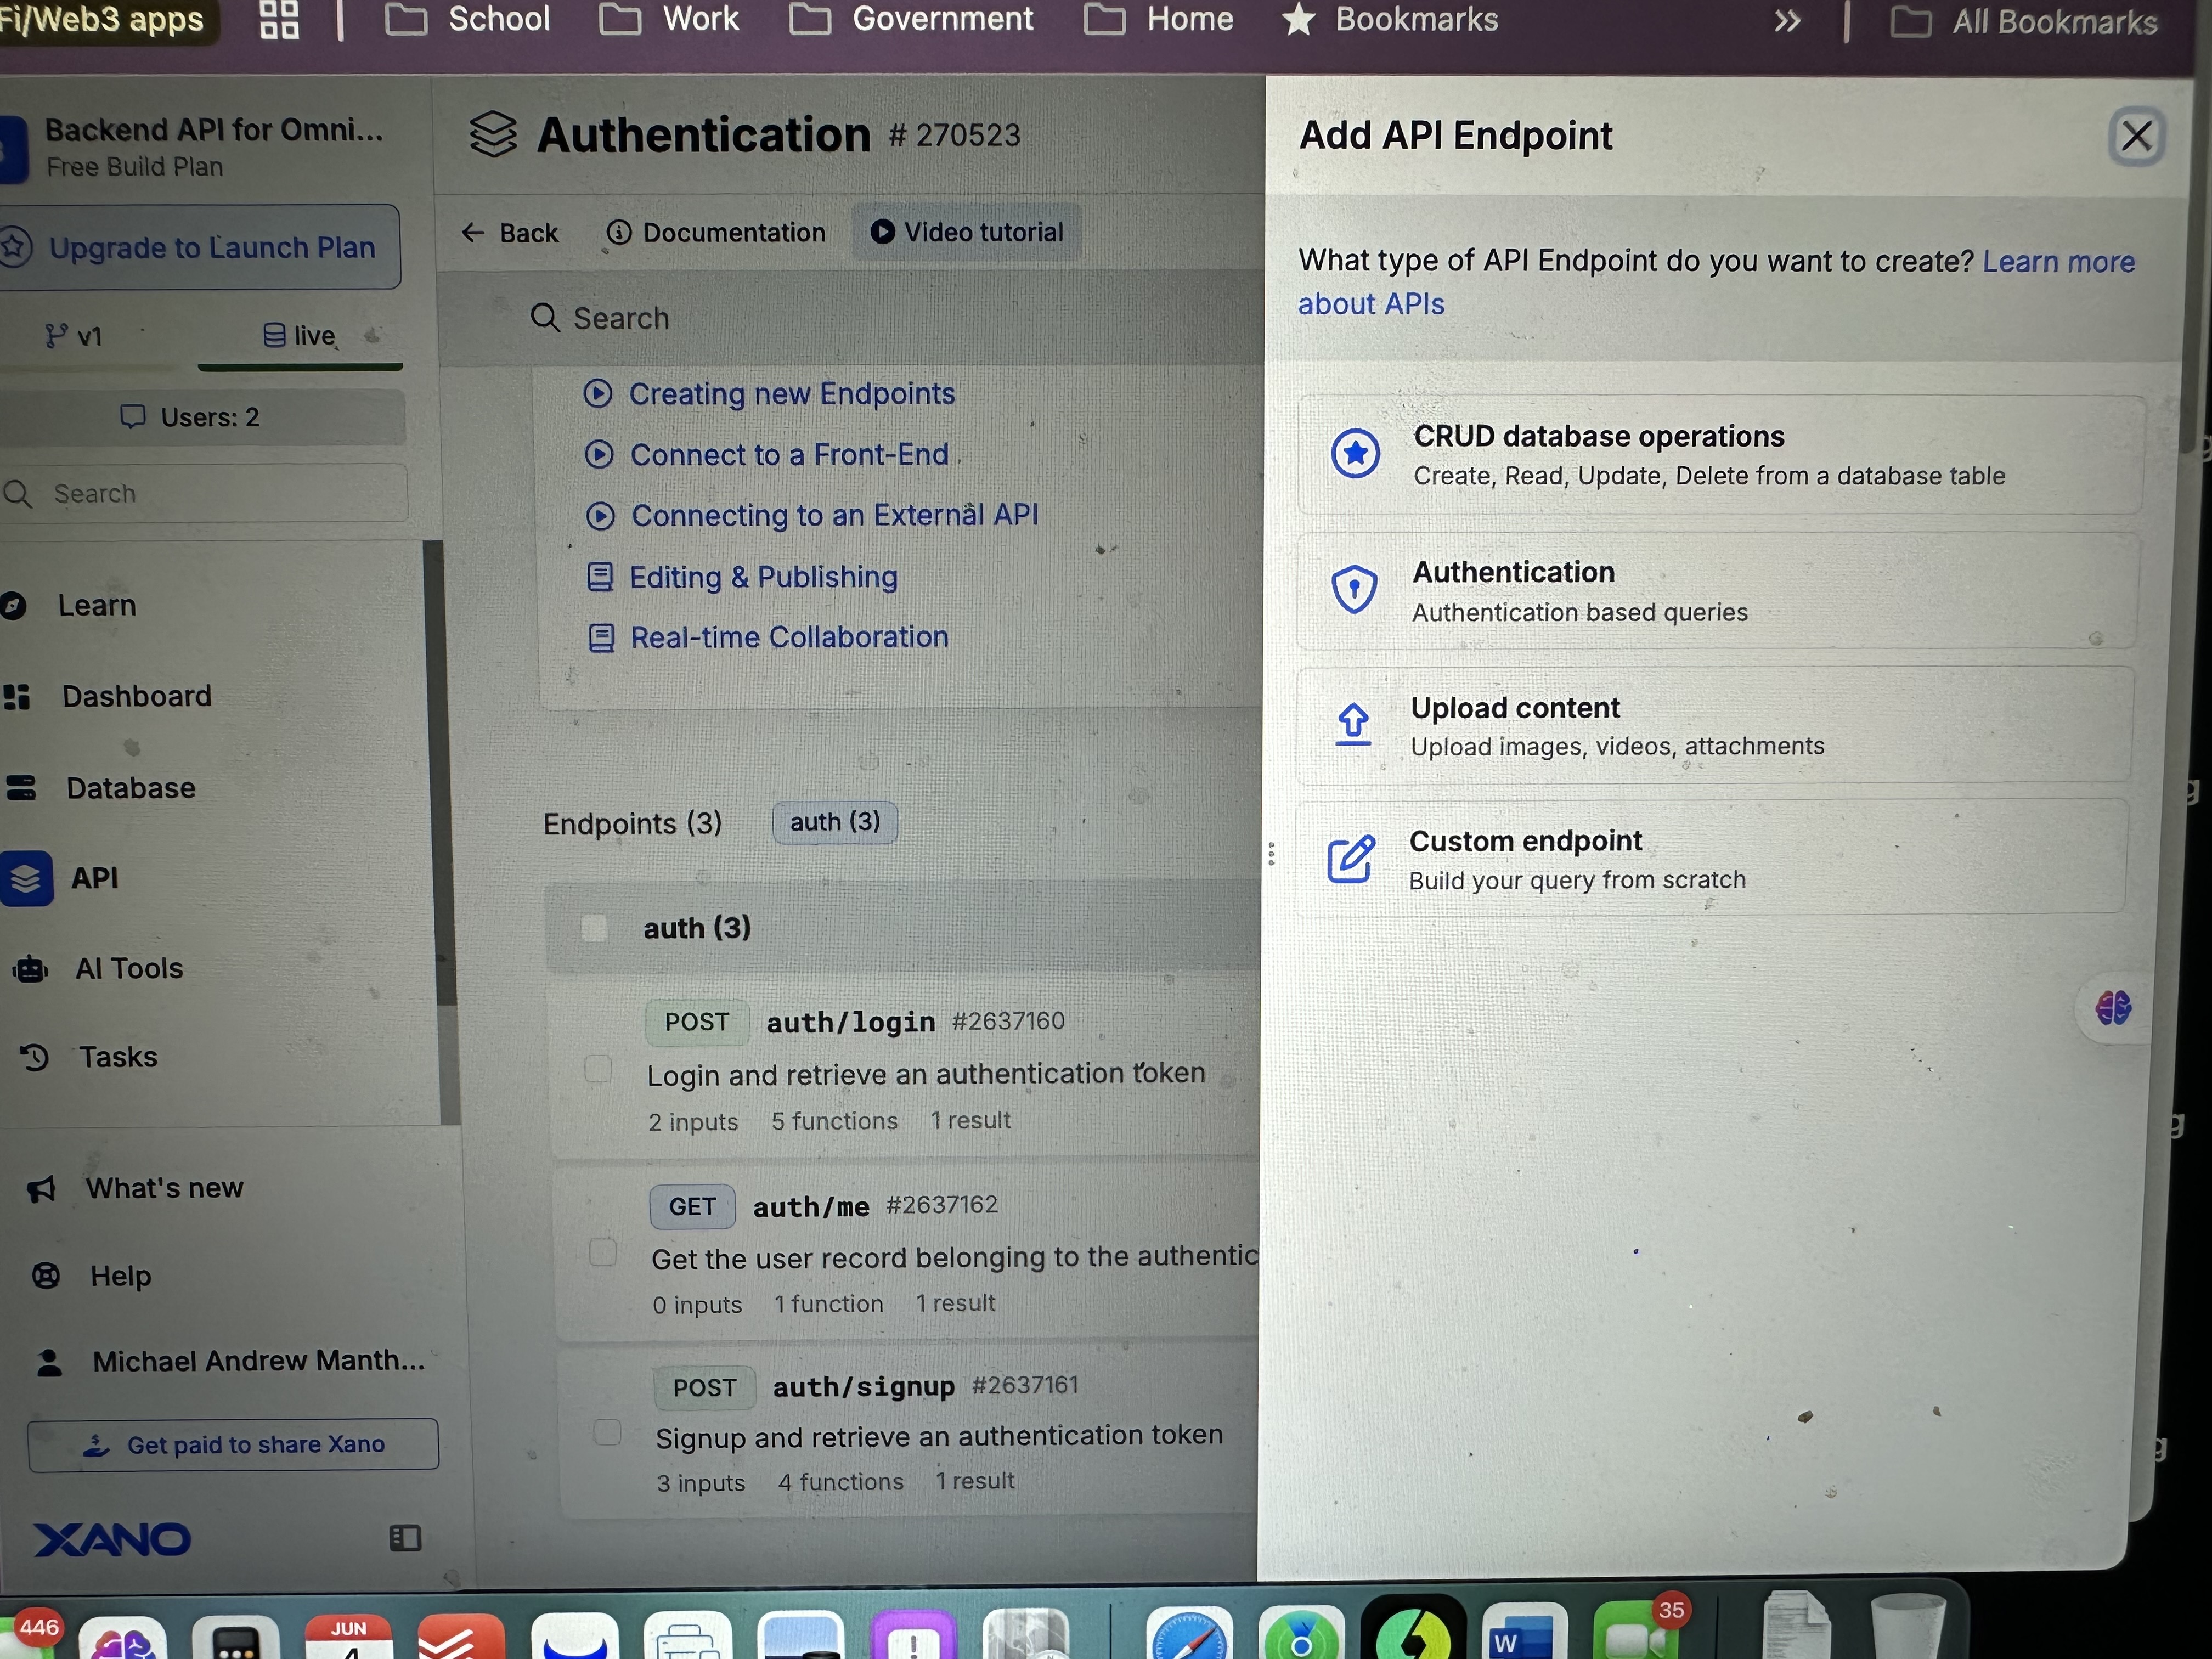 Fi/Web3 apps
School
Work
Government
Home
Bookmarks
All Bookmarks
Backend API for Omni...
Free Build Plan
Upgrade to Launch Plan
v1
live
Users: 2
Search
Learn
Dashboard
Database
API
AI Tools
Tasks
What's new
Help
Michael Andrew Manth...
Get paid to share Xano
XANO
Authentication # 270523
Back
Documentation
Video tutorial
Search
Creating new Endpoints
Connect to a Front-End
Connecting to an External API
Editing & Publishing
Real-time Collaboration
Endpoints (3)
auth (3)
auth (3)
POST auth/login #2637160
Login and retrieve an authentication token
2 inputs 5 functions 1 result
GET auth/me #2637162
Get the user record belonging to the authentic
0 inputs 1 function 1 result
POST auth/signup #2637161
Signup and retrieve an authentication token
3 inputs 4 functions 1 result
Add API Endpoint
What type of API Endpoint do you want to create? Learn more
about APIs
CRUD database operations
Create, Read, Update, Delete from a database table
Authentication
Authentication based queries
Upload content
Upload images, videos, attachments
Custom endpoint
Build your query from scratch
g
g
g
g
446
JUN
4
W
35